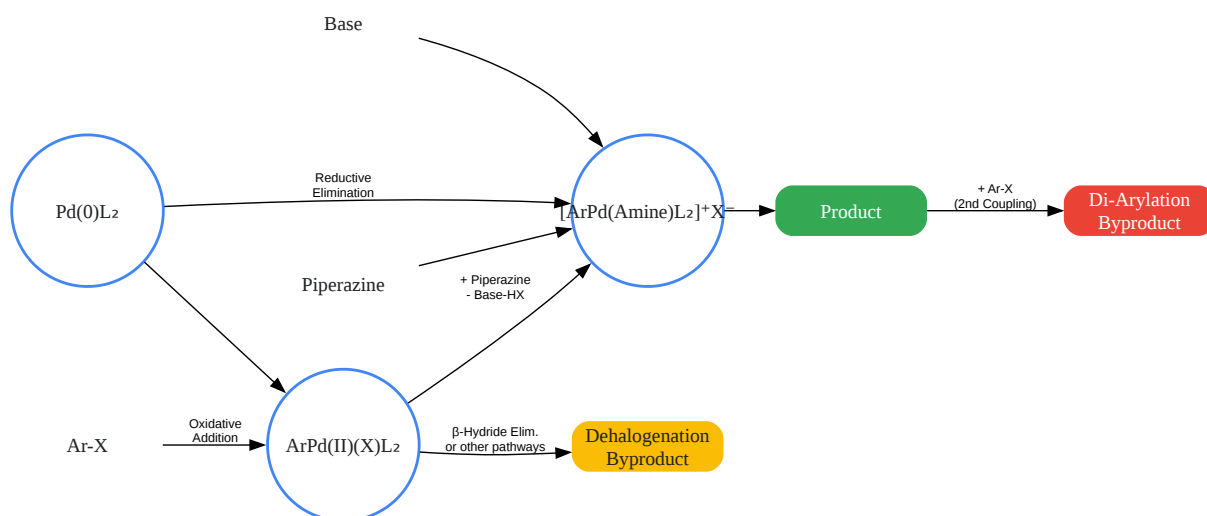 Base
Reductive
Elimination
Pd(0)L₂
[ArPd(Amine)L₂]⁺X⁻
Product
+ Ar-X
(2nd Coupling)
Di-Arylation
Byproduct
Piperazine
+ Piperazine
- Base-HX
Ar-X
Oxidative
Addition
ArPd(II)(X)L₂
β-Hydride Elim.
or other pathways
Dehalogenation
Byproduct